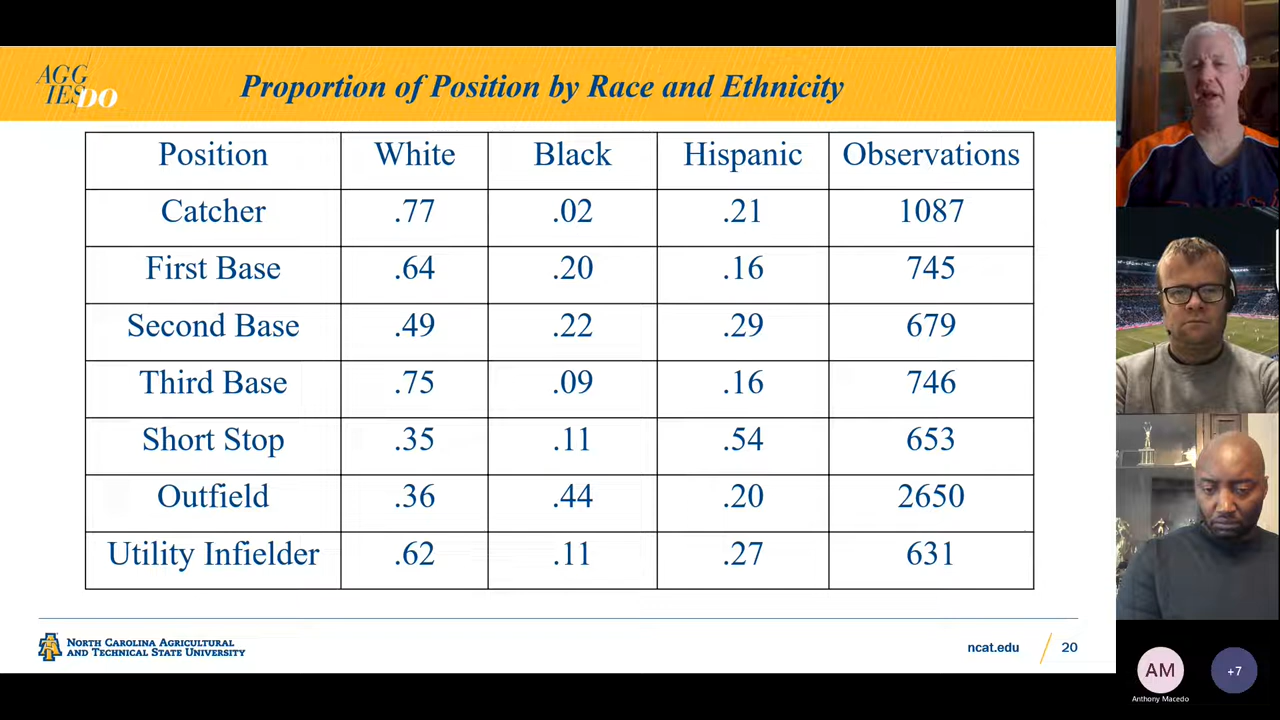 AGG
IES DO
Proportion of Position by Race and Ethnicity
Position White Black Hispanic Observations
Catcher .77 .02 .21 1087
First Base .64 .20 .16 745
Second Base .49 .22 .29 679
Third Base .75 .09 .16 746
Short Stop .35 .11 .54 653
Outfield .36 .44 .20 2650
Utility Infielder .62 .11 .27 631
NORTH CAROLINA AGRICULTURAL
AND TECHNICAL STATE UNIVERSITY
ncat.edu / 20
AM
Anthony Macedo
+7